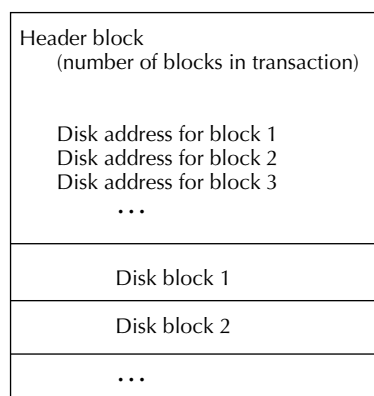 Header block
(number of blocks in transaction)
Disk address for block 1
Disk address for block 2
Disk address for block 3
...
Disk block 1
Disk block 2
...